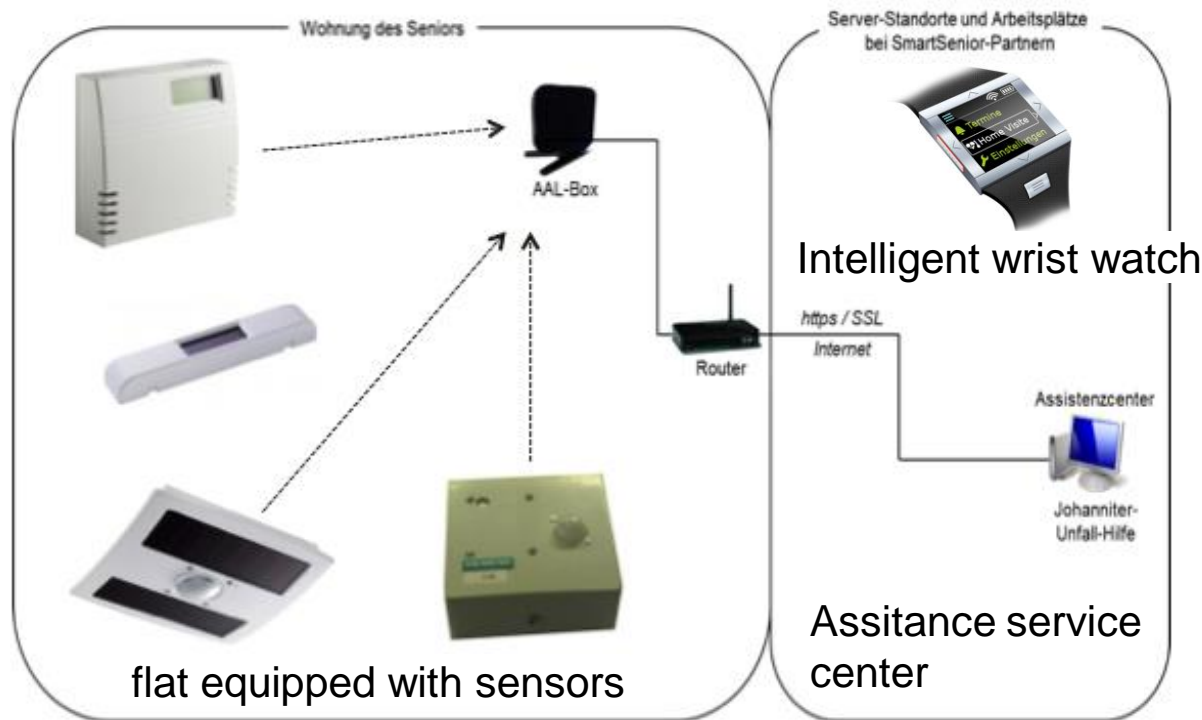 Wohnung des Seniors
Server-Standorte und Arbeitsplätze
bei SmartSenior-Partnern
Termine
Home Visite
Einstellungen
AAL-Box
Intelligent wrist watch
https / SSL
Internet
Router
Assistenzcenter
Johanniter-
Unfall-Hilfe
Assitance service
center
flat equipped with sensors